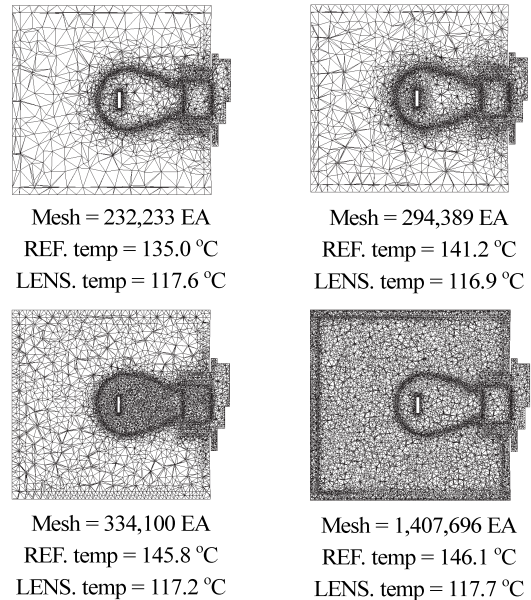 Mesh = 232,233 EA
REF. temp = 135.0 °C
LENS. temp = 117.6 °C
Mesh = 294,389 EA
REF. temp = 141.2 °C
LENS. temp = 116.9 °C
Mesh = 334,100 EA
REF. temp = 145.8 °C
LENS. temp = 117.2 °C
Mesh = 1,407,696 EA
REF. temp = 146.1 °C
LENS. temp = 117.7 °C